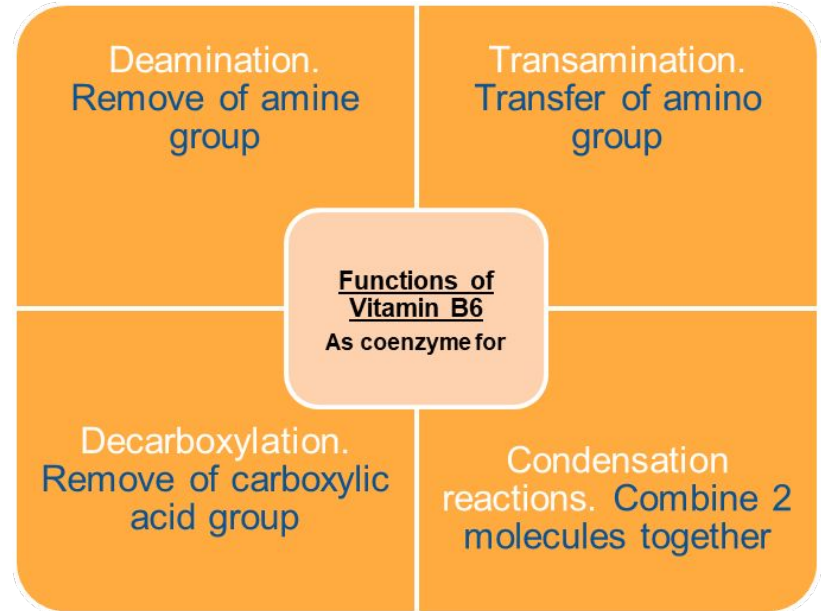 Deamination.
Remove of amine
group
Transamination.
Transfer of amino
group
Functions of
Vitamin B6
As coenzyme for
Decarboxylation.
Remove of carboxylic
acid group
Condensation
reactions. Combine 2
molecules together